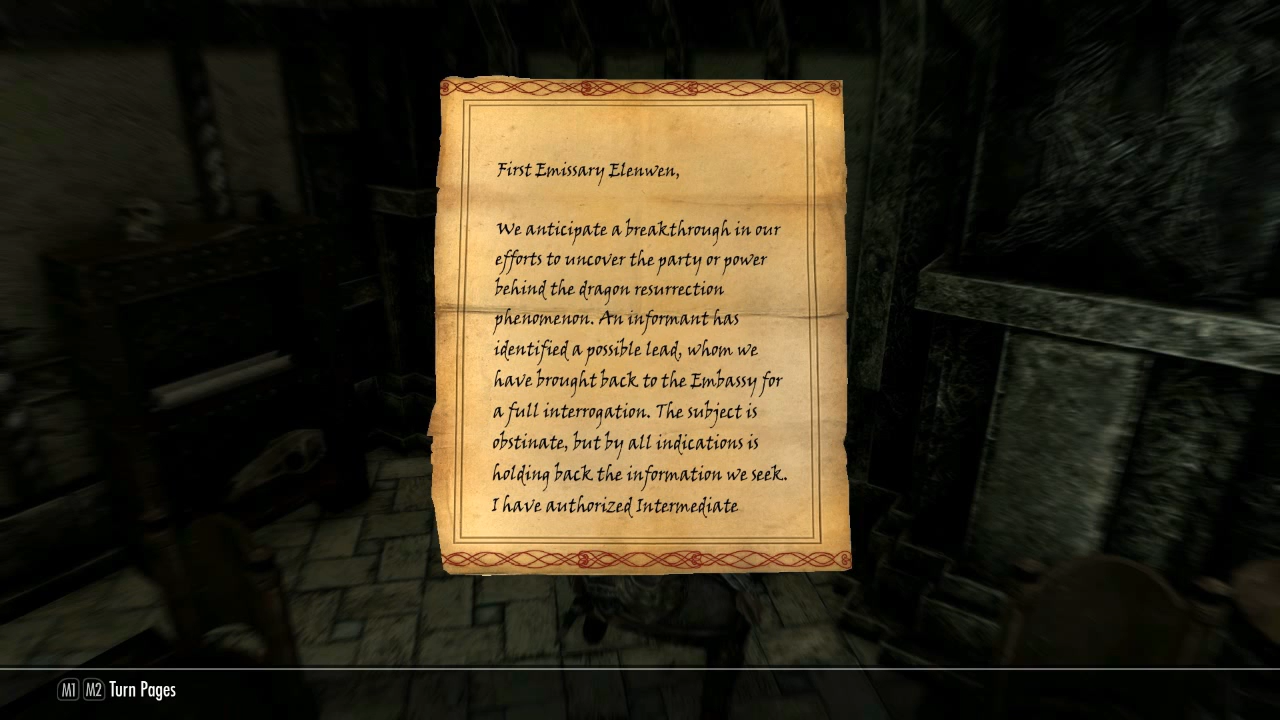 First Emissary Elenwen,
We anticipate a breakthrough in our
efforts to uncover the party or power
behind the dragon resurrection
phenomenon. An informant has
identified a possible lead, whom we
have brought back to the Embassy for
a full interrogation. The subject is
obstinate, but by all indications is
holding back the information we seek.
I have authorized Intermediate
M1 M2 Turn Pages